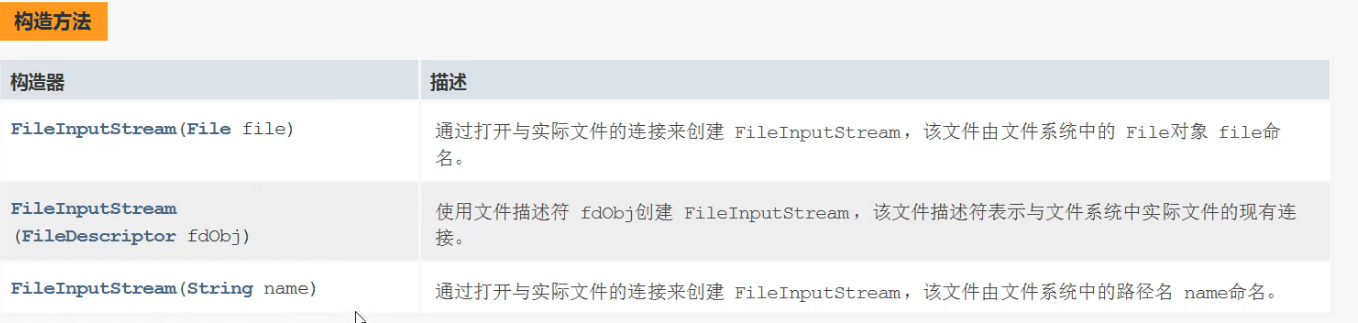 构造方法
构造器 描述
FileInputStream(File file) 通过打开与实际文件的连接来创建 FileInputStream，该文件由文件系统中的 File对象 file命
名。
FileInputStream
(FileDescriptor fdObj)
使用文件描述符 fdObj创建 FileInputStream，该文件描述符表示与文件系统中实际文件的现有连
接。
FileInputStream(String name) 通过打开与实际文件的连接来创建 FileInputStream，该文件由文件系统中的路径名 name命名。